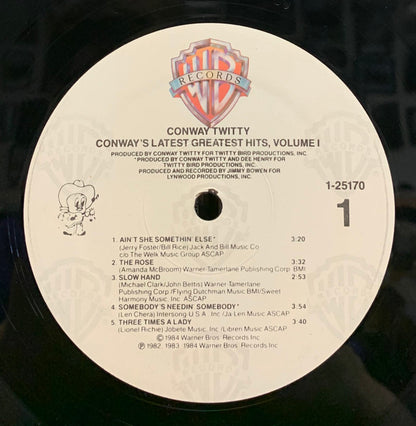 WB
RECORDS
CONWAY TWITTY
CONWAY'S LATEST GREATEST HITS, VOLUME I
PRODUCED BY CONWAY TWITTY FOR TWITTY BIRD PRODUCTIONS, INC
*PRODUCED BY CONWAY TWITTY AND DEE HENRY FOR
TWITTY BIRD PRODUCTIONS, INC.
PRODUCED AND RECORDED BY JIMMY BOWEN FOR
LYNWOOD PRODUCTIONS, INC.
1-25170
1
1. AIN'T SHE SOMETHIN' ELSE* 3:20
(Jerry Foster/Bill Rice) Jack And Bill Music Co
c/o The Welk Music Group ASCAP
2. THE ROSE 3:32
(Amanda McBroom) Warner-Tamerlane Publishing Corp. BMI
3. SLOW HAND 2:53
(Michael Clark/John Bettis) Warner-Tamerlane
Publishing Corp /Flying Dutchman Music BMI/Sweet
Harmony Music Inc. ASCAP
4. SOMEBODY'S NEEDIN' SOMEBODY* 3:54
(Len Chera) Intersong-U.S.A. Inc /Ja-Len Music ASCAP
5. THREE TIMES A LADY 3:40
(Lionel Richie) Jobete Music, Inc. /Libren Music ASCAP
© 1984 Warner Bros. Records Inc
℗ 1982, 1983, 1984 Warner Bros. Records Inc